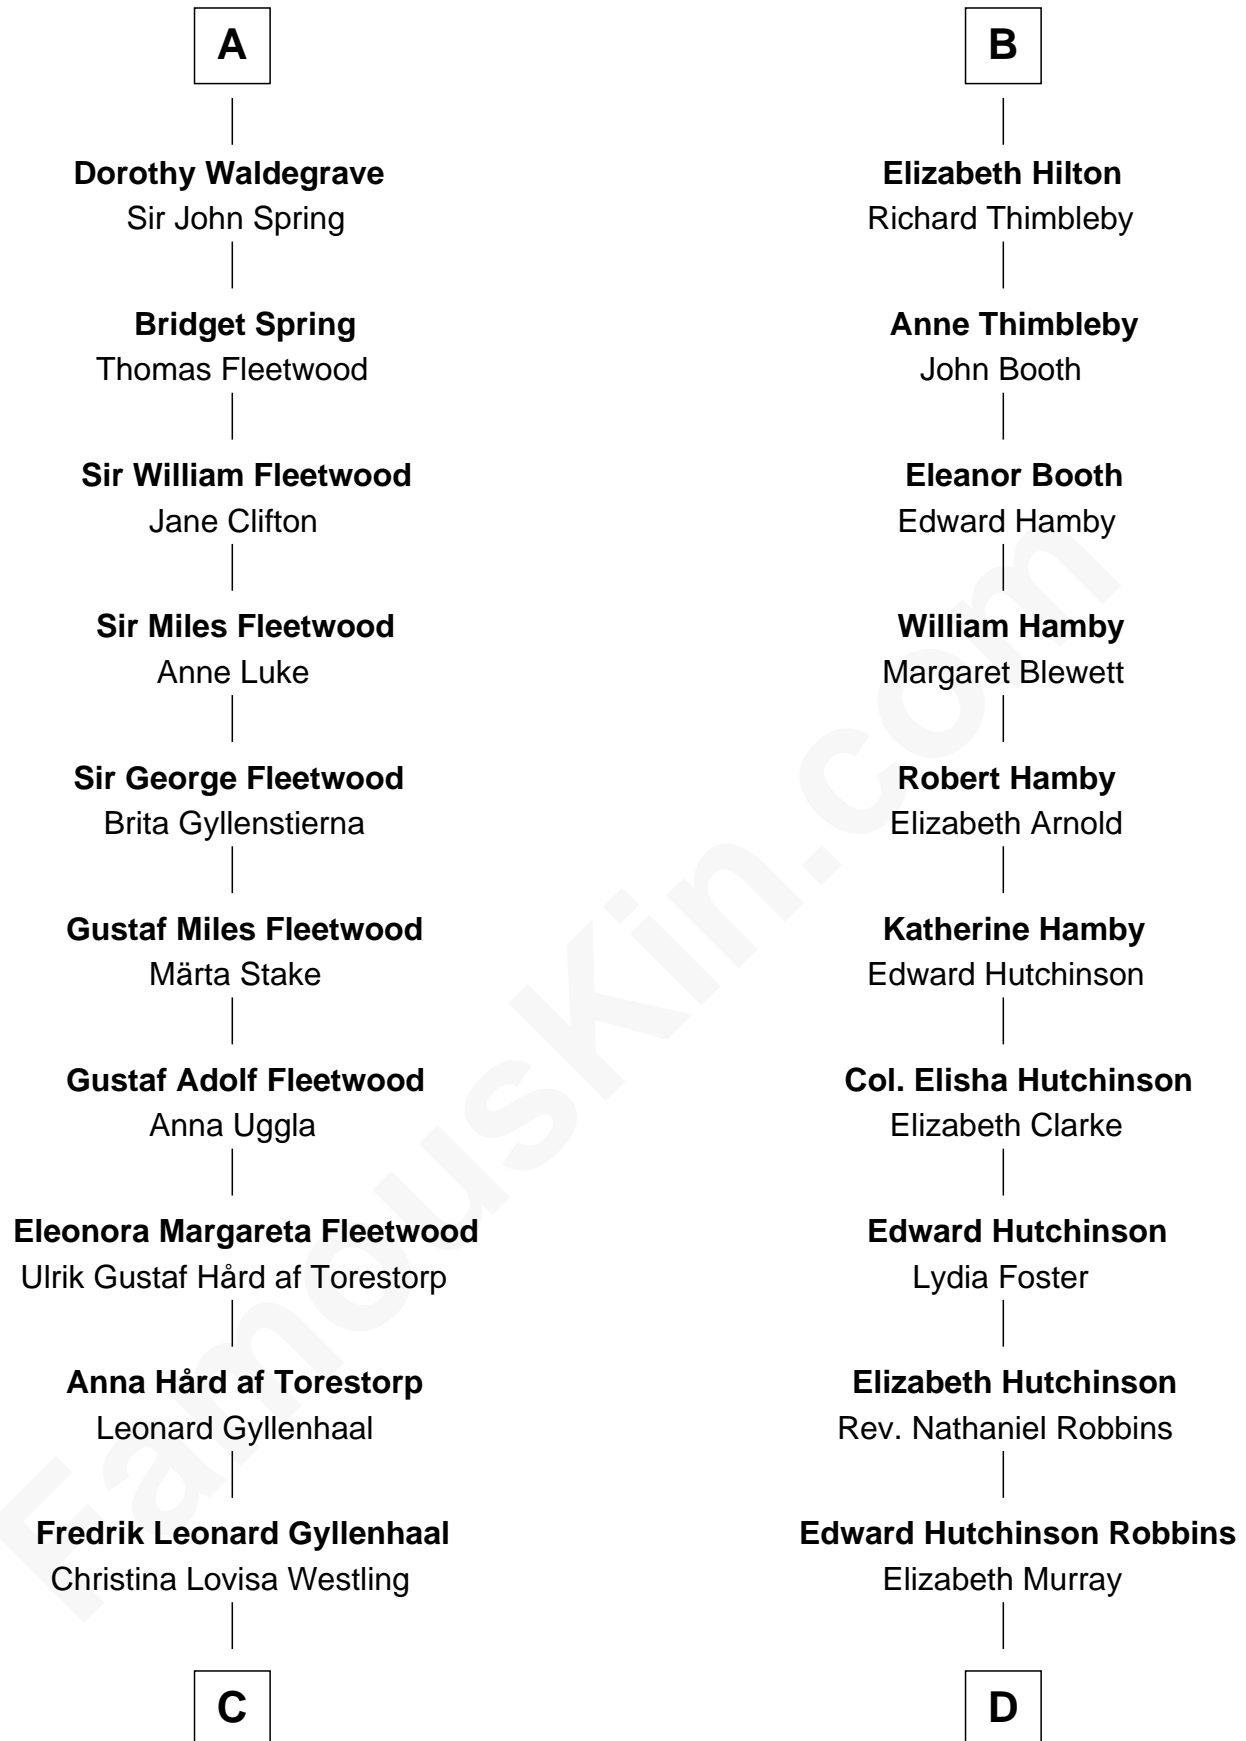 A
Dorothy Waldegrave
Sir John Spring
Bridget Spring
Thomas Fleetwood
Sir William Fleetwood
Jane Clifton
Sir Miles Fleetwood
Anne Luke
Sir George Fleetwood
Brita Gyllenstierna
Gustaf Miles Fleetwood
Märta Stake
Gustaf Adolf Fleetwood
Anna Uggla
Eleonora Margareta Fleetwood
Ulrik Gustaf Hård af Torestorp
Anna Hård af Torestorp
Leonard Gyllenhaal
Fredrik Leonard Gyllenhaal
Christina Lovisa Westling
C
B
Elizabeth Hilton
Richard Thimbleby
Anne Thimbleby
John Booth
Eleanor Booth
Edward Hamby
William Hamby
Margaret Blewett
Robert Hamby
Elizabeth Arnold
Katherine Hamby
Edward Hutchinson
Col. Elisha Hutchinson
Elizabeth Clarke
Edward Hutchinson
Lydia Foster
Elizabeth Hutchinson
Rev. Nathaniel Robbins
Edward Hutchinson Robbins
Elizabeth Murray
D
FamousKin.com